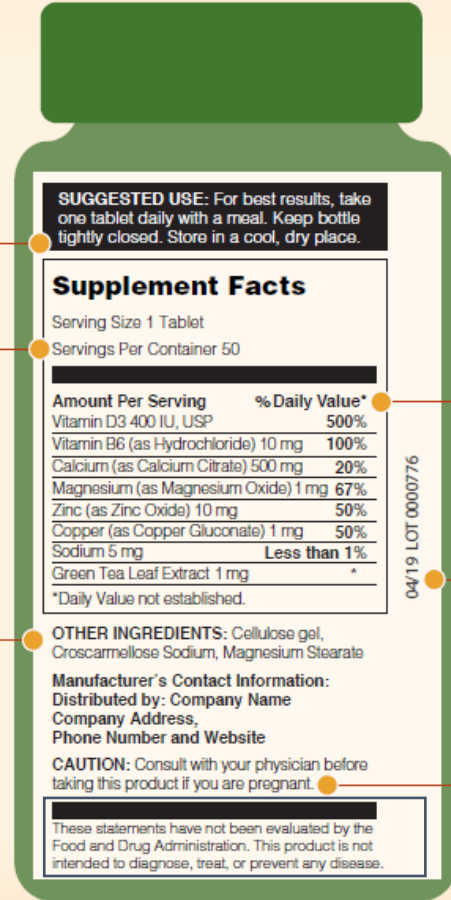 SUGGESTED USE: For best results, take
one tablet daily with a meal. Keep bottle
tightly closed. Store in a cool, dry place.
Supplement Facts
Serving Size 1 Tablet
Servings Per Container 50
Amount Per Serving % Daily Value*
Vitamin D3 400 IU, USP 500%
Vitamin B6 (as Hydrochloride) 10 mg 100%
Calcium (as Calcium Citrate) 500 mg 20%
Magnesium (as Magnesium Oxide) 1 mg 67%
Zinc (as Zinc Oxide) 10 mg 50%
Copper (as Copper Gluconate) 1 mg 50%
Sodium 5 mg Less than 1%
Green Tea Leaf Extract 1 mg *
*Daily Value not established.
04/19 LOT 0000776
OTHER INGREDIENTS: Cellulose gel,
Croscarmellose Sodium, Magnesium Stearate
Manufacturer's Contact Information:
Distributed by: Company Name
Company Address,
Phone Number and Website
CAUTION: Consult with your physician before
taking this product if you are pregnant.
These statements have not been evaluated by the
Food and Drug Administration. This product is not
intended to diagnose, treat, or prevent any disease.